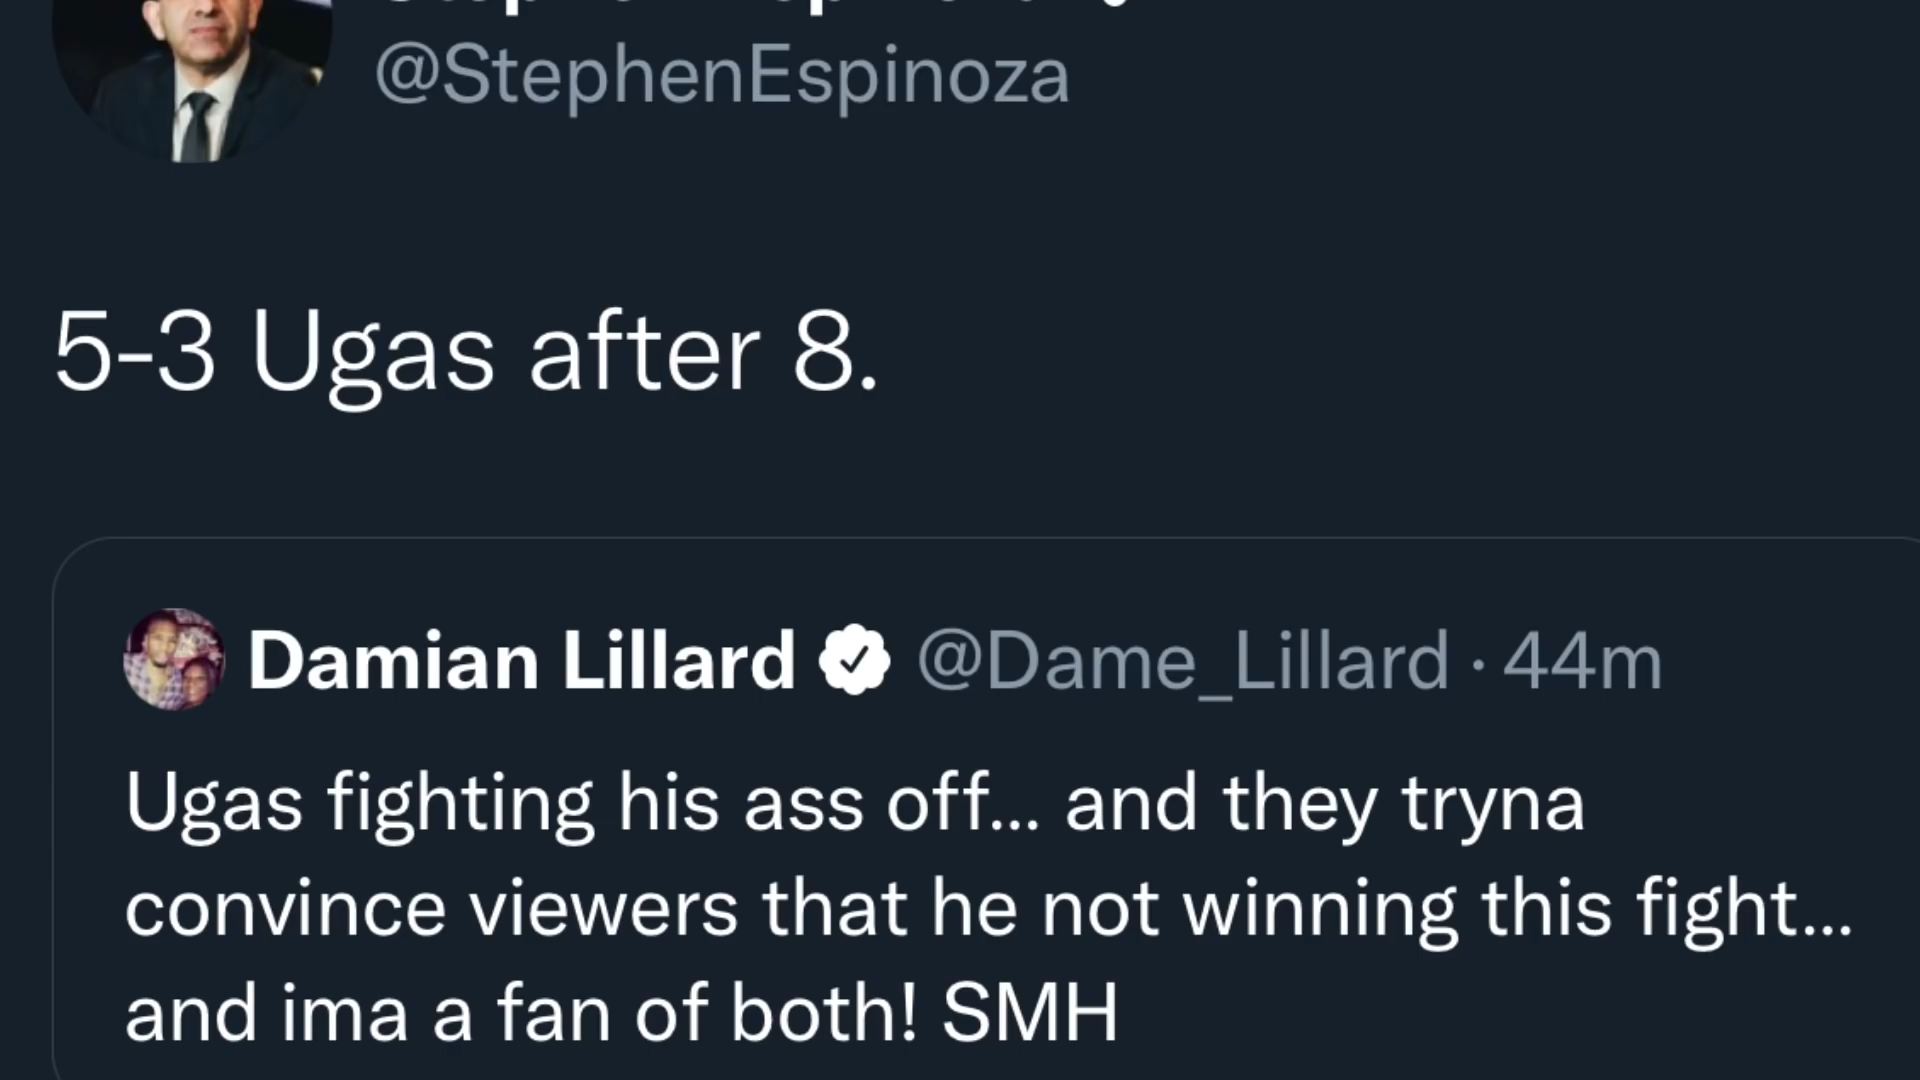 @StephenEspinoza
5-3 Ugas after 8.
Damian Lillard @Dame_Lillard · 44m
Ugas fighting his ass off... and they tryna
convince viewers that he not winning this fight...
and ima a fan of both! SMH